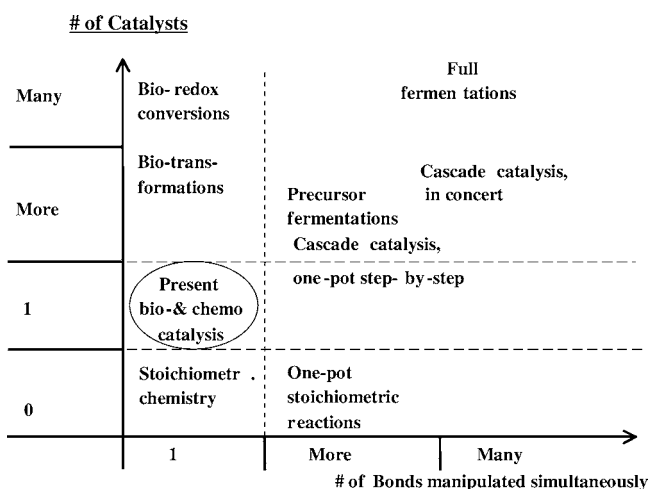 # of Catalysts
Many
Bio- redox
conversions
Full
fermen tations
More
Bio-trans-
formations
Precursor
fermentations
Cascade catalysis,
in concert
Cascade catalysis,
one-pot step- by-step
1
Present
bio-& chemo
catalysis
0
Stoichiometr .
chemistry
One-pot
stoichiometric
reactions
1
More
Many
# of Bonds manipulated simultaneously